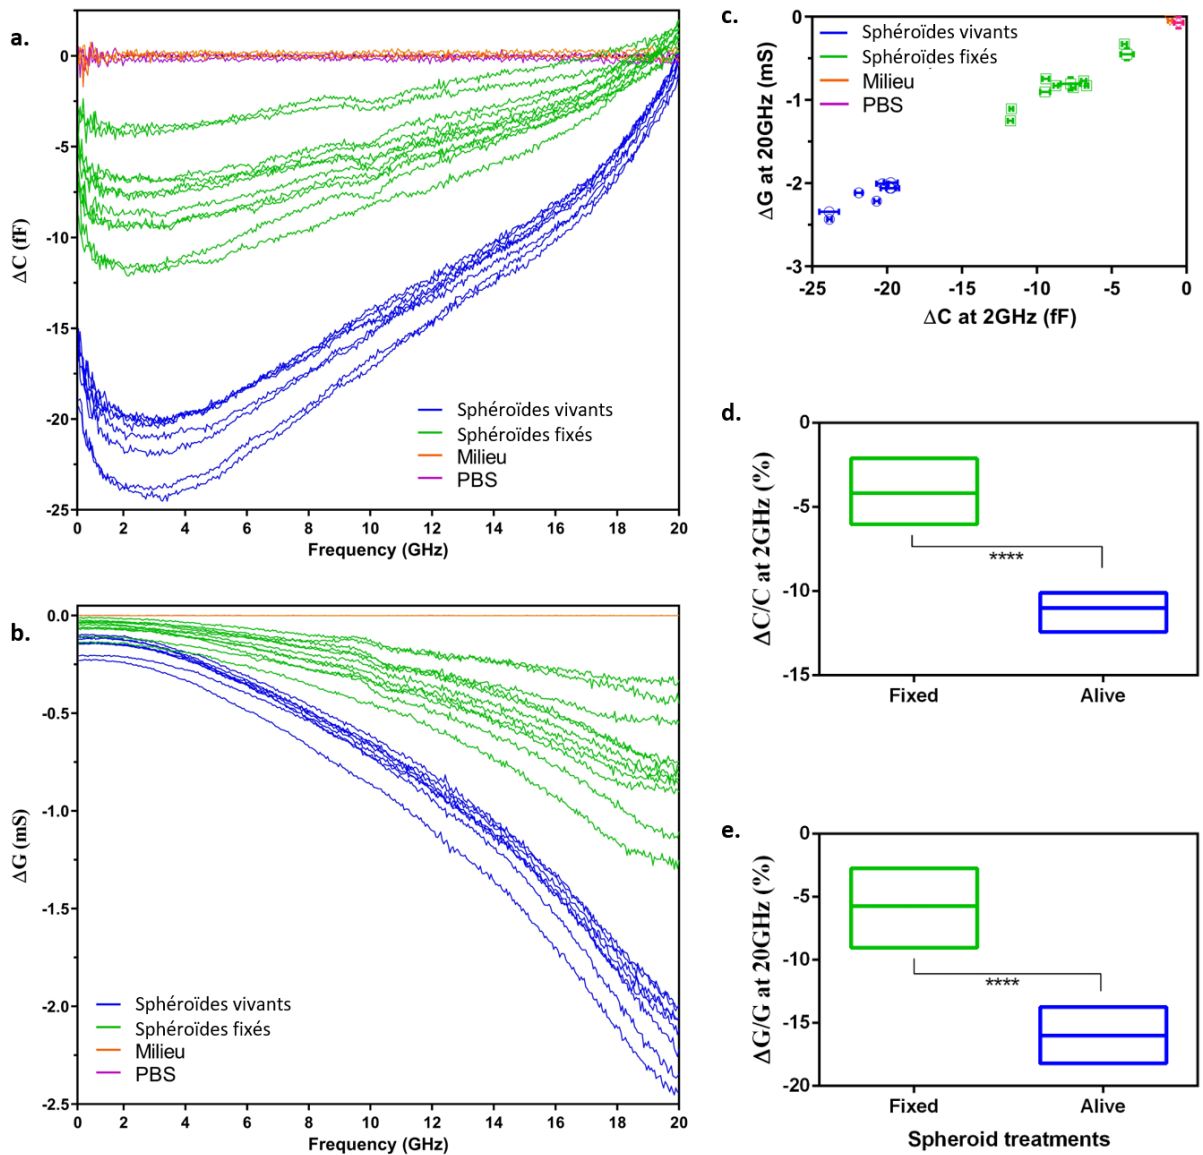 a.
0
-5
-10
-15
-20
-25
ΔC (fF)
Sphéroïdes vivants
Sphéroïdes fixés
Milieu
PBS
0 2 4 6 8 10 12 14 16 18 20
Frequency (GHz)
b.
0.0
-0.5
-1.0
-1.5
-2.0
-2.5
ΔG (mS)
Sphéroïdes vivants
Sphéroïdes fixés
Milieu
PBS
0 2 4 6 8 10 12 14 16 18 20
Frequency (GHz)
c.
0
-1
-2
-3
ΔG at 20GHz (mS)
Sphéroïdes vivants
Sphéroïdes fixés
Milieu
PBS
-25 -20 -15 -10 -5 0
ΔC at 2GHz (fF)
d.
0
-5
-10
-15
ΔC/C at 2GHz (%)
****
Fixed Alive
e.
0
-5
-10
-15
-20
ΔG/G at 20GHz (%)
****
Fixed Alive
Spheroid treatments